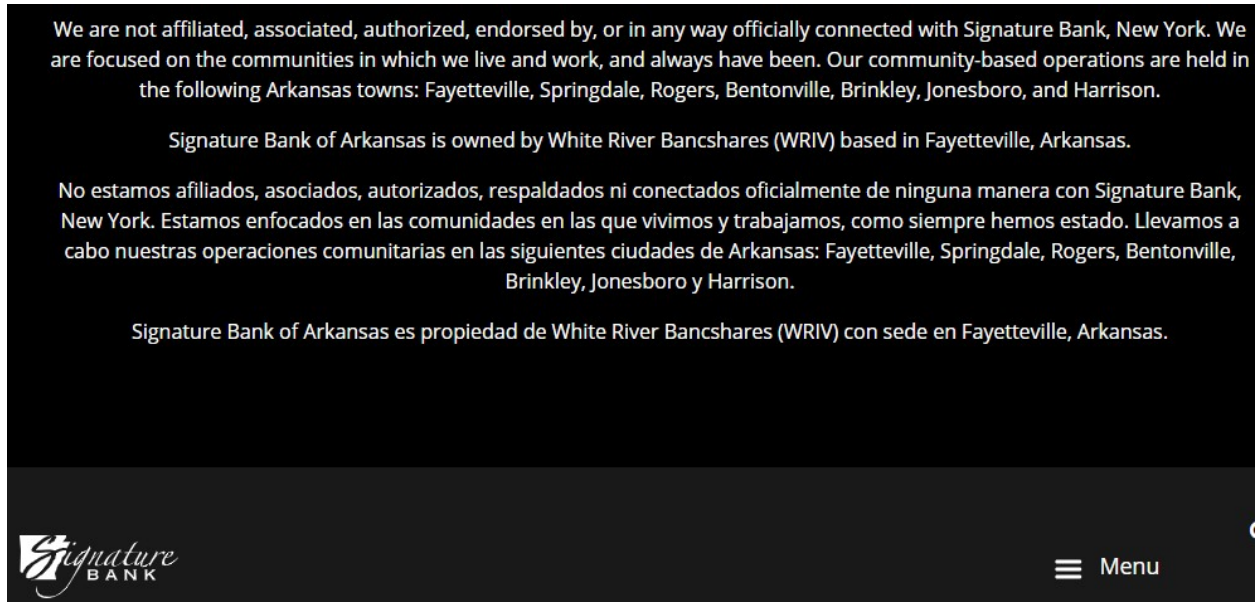 We are not affiliated, associated, authorized, endorsed by, or in any way officially connected with Signature Bank, New York. We
are focused on the communities in which we live and work, and always have been. Our community-based operations are held in
the following Arkansas towns: Fayetteville, Springdale, Rogers, Bentonville, Brinkley, Jonesboro, and Harrison.
Signature Bank of Arkansas is owned by White River Bancshares (WRIV) based in Fayetteville, Arkansas.
No estamos afiliados, asociados, autorizados, respaldados ni conectados oficialmente de ninguna manera con Signature Bank,
New York. Estamos enfocados en las comunidades en las que vivimos y trabajamos, como siempre hemos estado. Llevamos a
cabo nuestras operaciones comunitarias en las siguientes ciudades de Arkansas: Fayetteville, Springdale, Rogers, Bentonville,
Brinkley, Jonesboro y Harrison.
Signature Bank of Arkansas es propiedad de White River Bancshares (WRIV) con sede en Fayetteville, Arkansas.
Signature
BANK
Menu